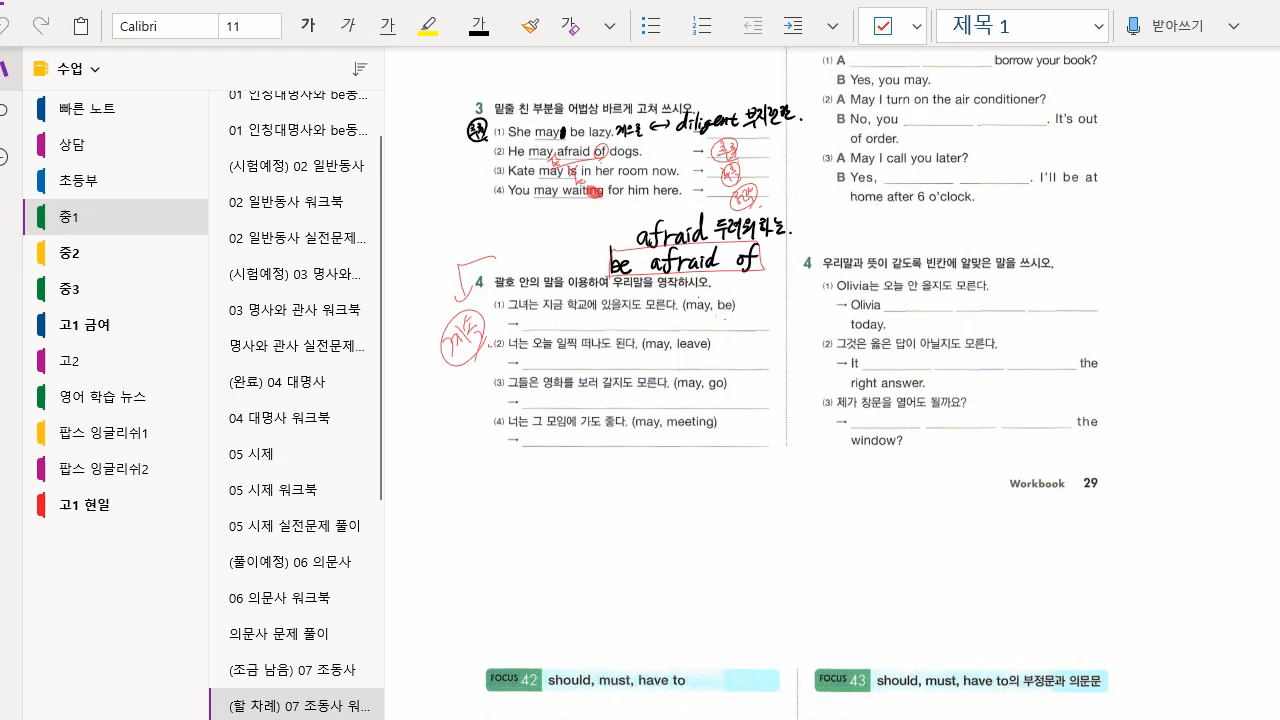 Calibri
11
가
가
가
가
가
제목 1
받아쓰기
수업
빠른 노트
상담
초등부
중1
중2
중3
고1 금여
고2
영어 학습 뉴스
팝스 잉글리쉬1
팝스 잉글리쉬2
고1 현일
01 인칭대명사와 be동...
01 인칭대명사와 be동...
(시험예정) 02 일반동사
02 일반동사 워크북
02 일반동사 실전문제...
(시험예정) 03 명사와...
03 명사와 관사 워크북
명사와 관사 실전문제...
(완료) 04 대명사
04 대명사 워크북
05 시제
05 시제 워크북
05 시제 실전문제 풀이
(풀이예정) 06 의문사
06 의문사 워크북
의문사 문제 풀이
(조금 남음) 07 조동사
(할 차례) 07 조동사 워...
3 밑줄 친 부분을 어법상 바르게 고쳐 쓰시오.
(1) She may be lazy. 게으를 ↔ diligent 부지런한.
(2) He may afraid of dogs. →
be
(3) Kate may is in her room now. →
be
(4) You may waiting for him here. →
afraid 두려워하는.
be afraid of
4 괄호 안의 말을 이용하여 우리말을 영작하시오.
(1) 그녀는 지금 학교에 있을지도 모른다. (may, be)
→
(2) 너는 오늘 일찍 떠나도 된다. (may, leave)
→
(3) 그들은 영화를 보러 갈지도 모른다. (may, go)
→
(4) 너는 그 모임에 가도 좋다. (may, meeting)
→
(1) A ____ ____ borrow your book?
B Yes, you may.
(2) A May I turn on the air conditioner?
B No, you ____ ____. It's out
of order.
(3) A May I call you later?
B Yes, ____ ____. I'll be at
home after 6 o'clock.
4 우리말과 뜻이 같도록 빈칸에 알맞은 말을 쓰시오.
(1) Olivia는 오늘 안 올지도 모른다.
→ Olivia ____ ____ ____
today.
(2) 그것은 옳은 답이 아닐지도 모른다.
→ It ____ ____ ____ the
right answer.
(3) 제가 창문을 열어도 될까요?
→ ____ ____ ____ the
window?
Workbook 29
FOCUS 42 should, must, have to
FOCUS 43 should, must, have to의 부정문과 의문문